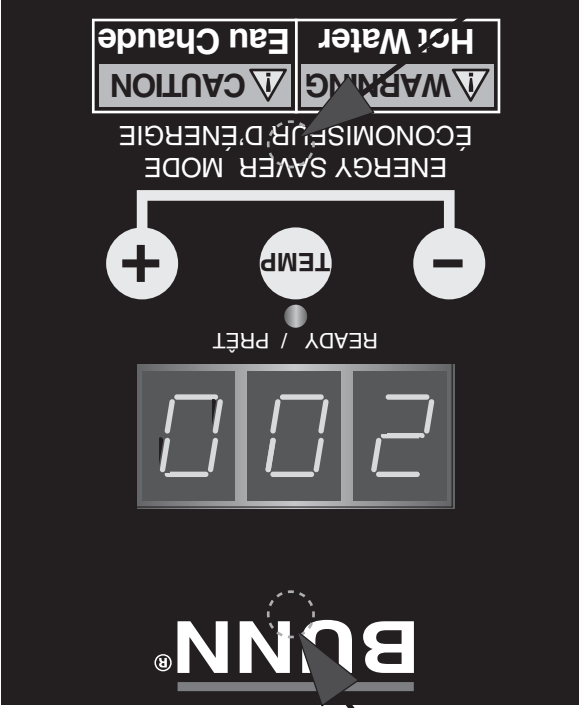 BUNN®
200
READY / PRÊT
- TEMP +
ENERGY SAVER MODE
ÉCONOMISEUR D'ÉNERGIE
WARNING CAUTION
Hot Water Eau Chaude